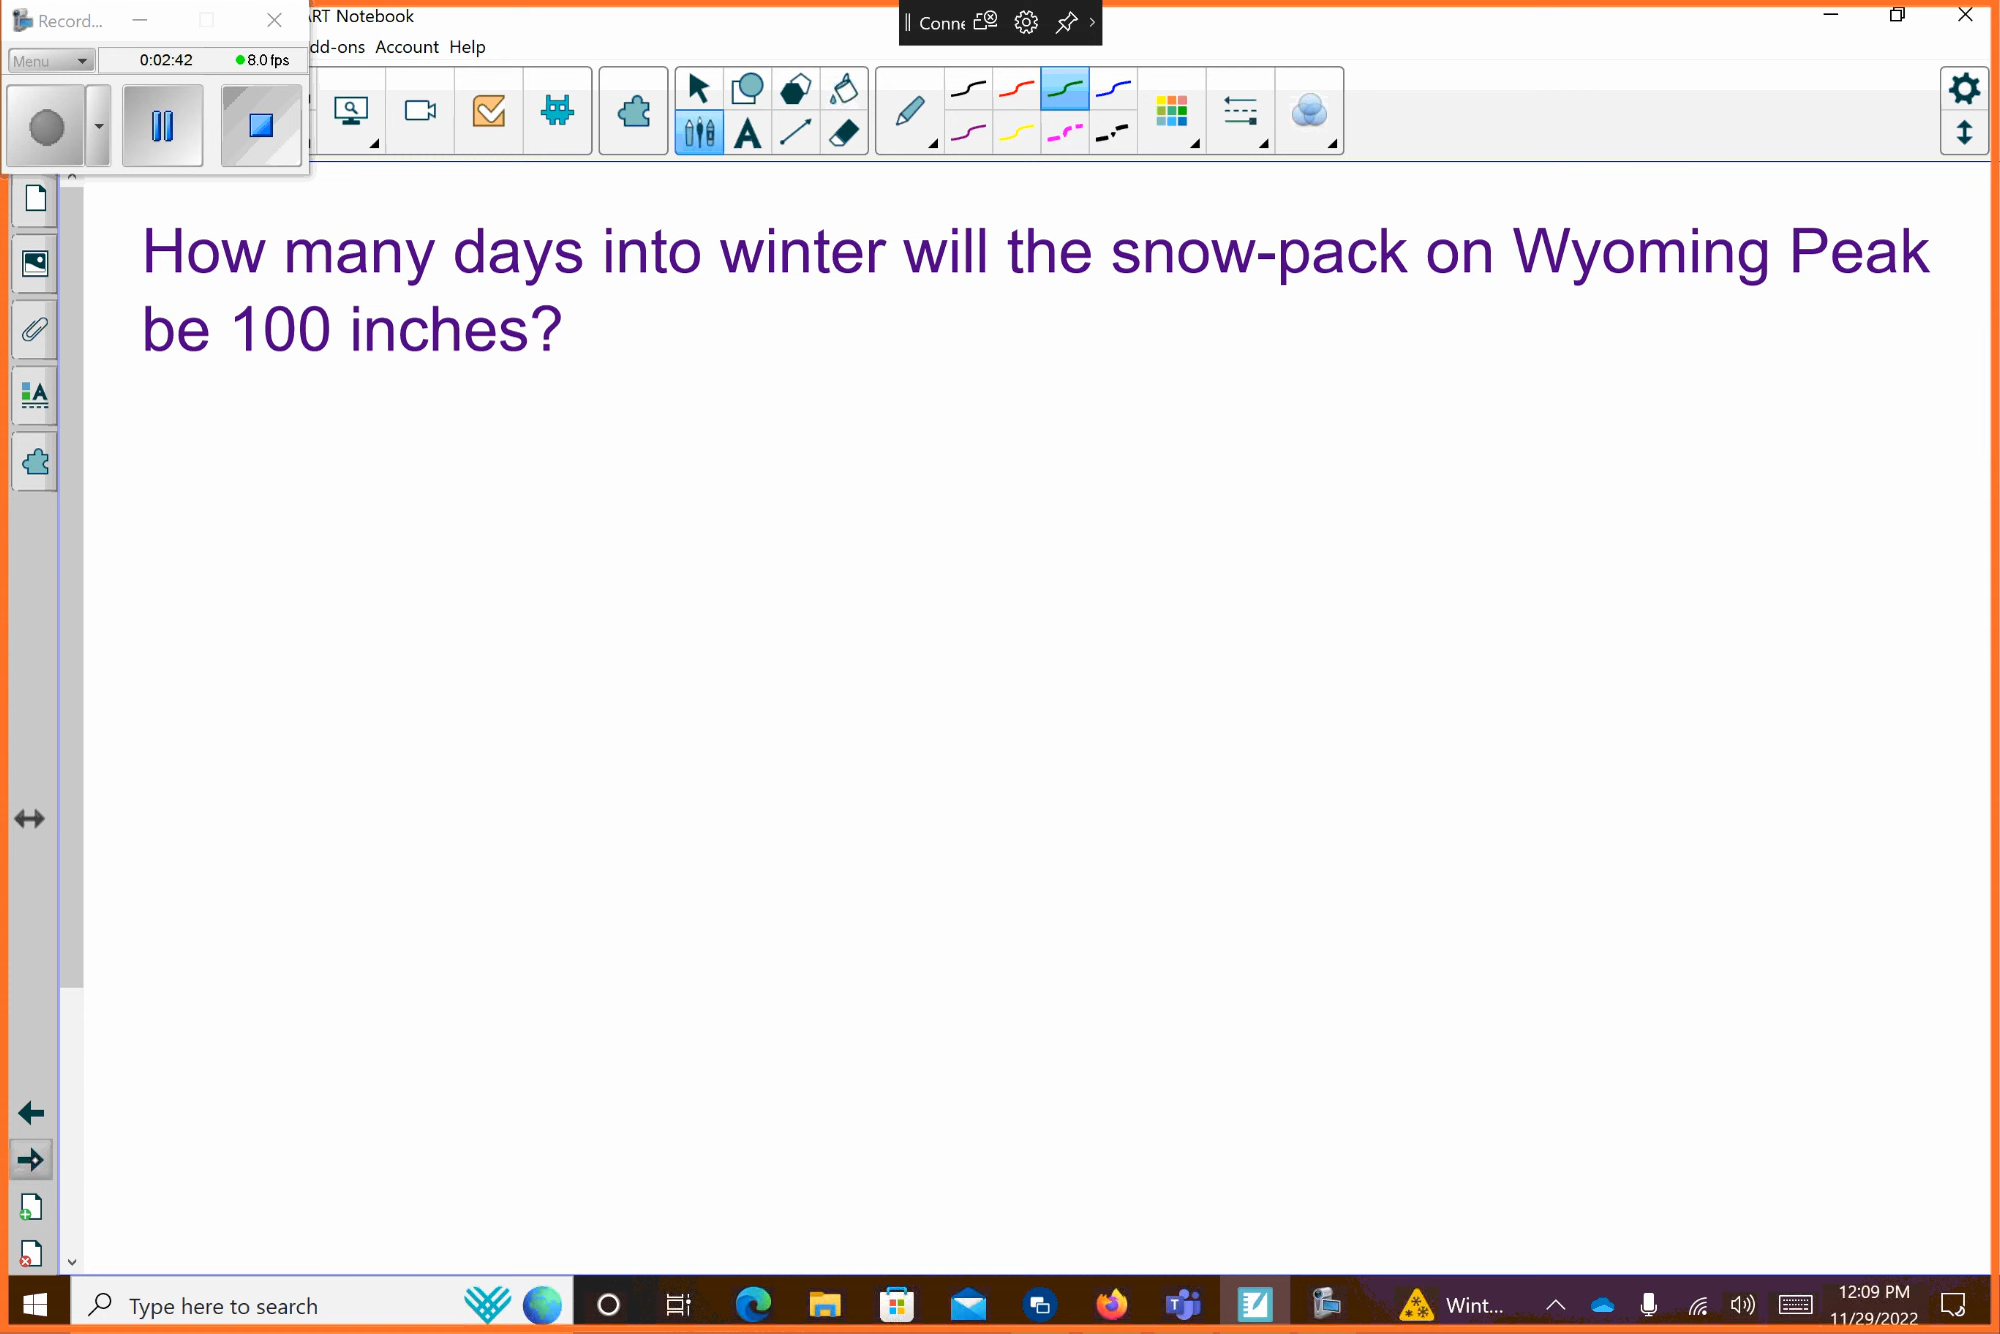 Record...
ART Notebook
Conne
Menu
0:02:42
8.0 fps
dd-ons Account Help
How many days into winter will the snow-pack on Wyoming Peak
be 100 inches?
Type here to search
Wint...
12:09 PM
11/29/2022